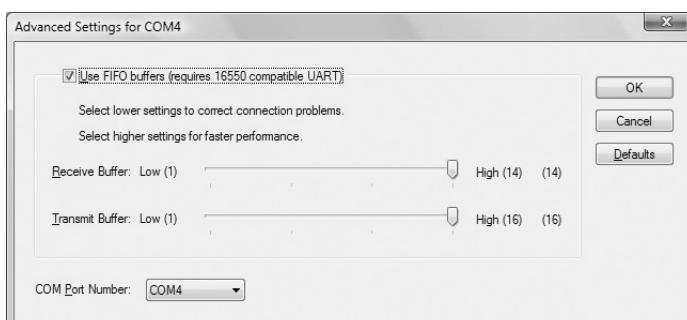 Advanced Settings for COM4
x
Use FIFO buffers (requires 16550 compatible UART)
OK
Select lower settings to correct connection problems.
Cancel
Select higher settings for faster performance.
Defaults
Receive Buffer: Low (1) High (14) (14)
Transmit Buffer: Low (1) High (16) (16)
COM Port Number: COM4